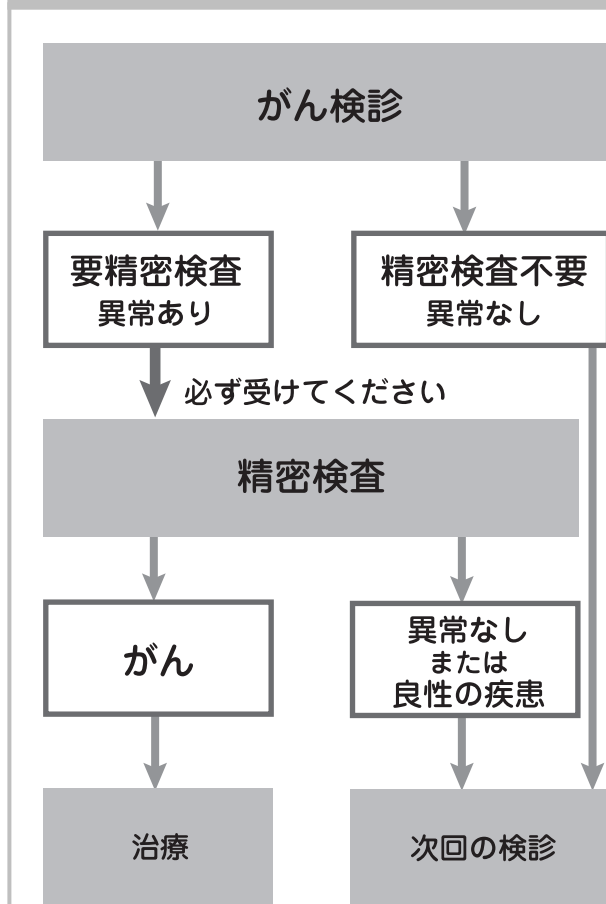 がん検診
要精密検査
異常あり
精密検査不要
異常なし
必ず受けてください
精密検査
がん
異常なし
または
良性の疾患
治療
次回の検診